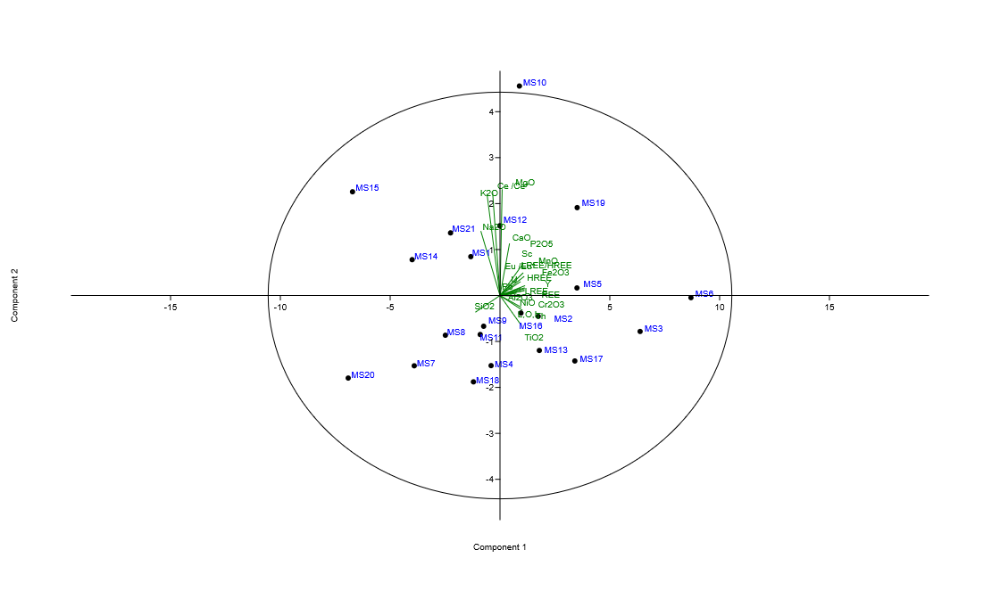 MS10
4
3
MS15
MgO
Ce /Ce*
K2O
2
MS19
MS12
Na2O
MS21
CaO
P2O5
1
MS1
Sc
MS14
MnO
LREE/HREE
Eu /Eu*
Fe2O3
HREE
Y
MS5
LREE
REE
MS6
Al2O3
-15
-10
-5
5
10
15
SiO2
NiO
Cr2O3
MS2
MS9
MS16
MS3
MS8
MS11
TiO2
-1
MS13
MS7
MS4
MS17
MS20
MS18
-2
-3
-4
Component 1
Component 2